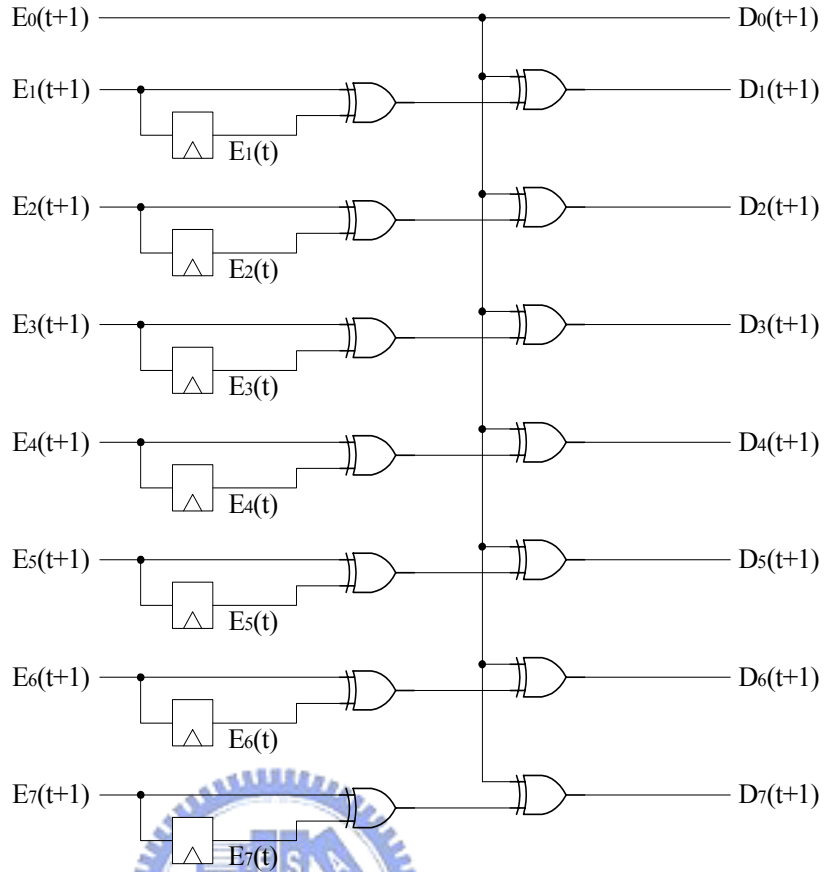 E0(t+1) D0(t+1)
E1(t+1) D1(t+1)
E1(t)
E2(t+1) D2(t+1)
E2(t)
E3(t+1) D3(t+1)
E3(t)
E4(t+1) D4(t+1)
E4(t)
E5(t+1) D5(t+1)
E5(t)
E6(t+1) D6(t+1)
E6(t)
E7(t+1) D7(t+1)
E7(t)